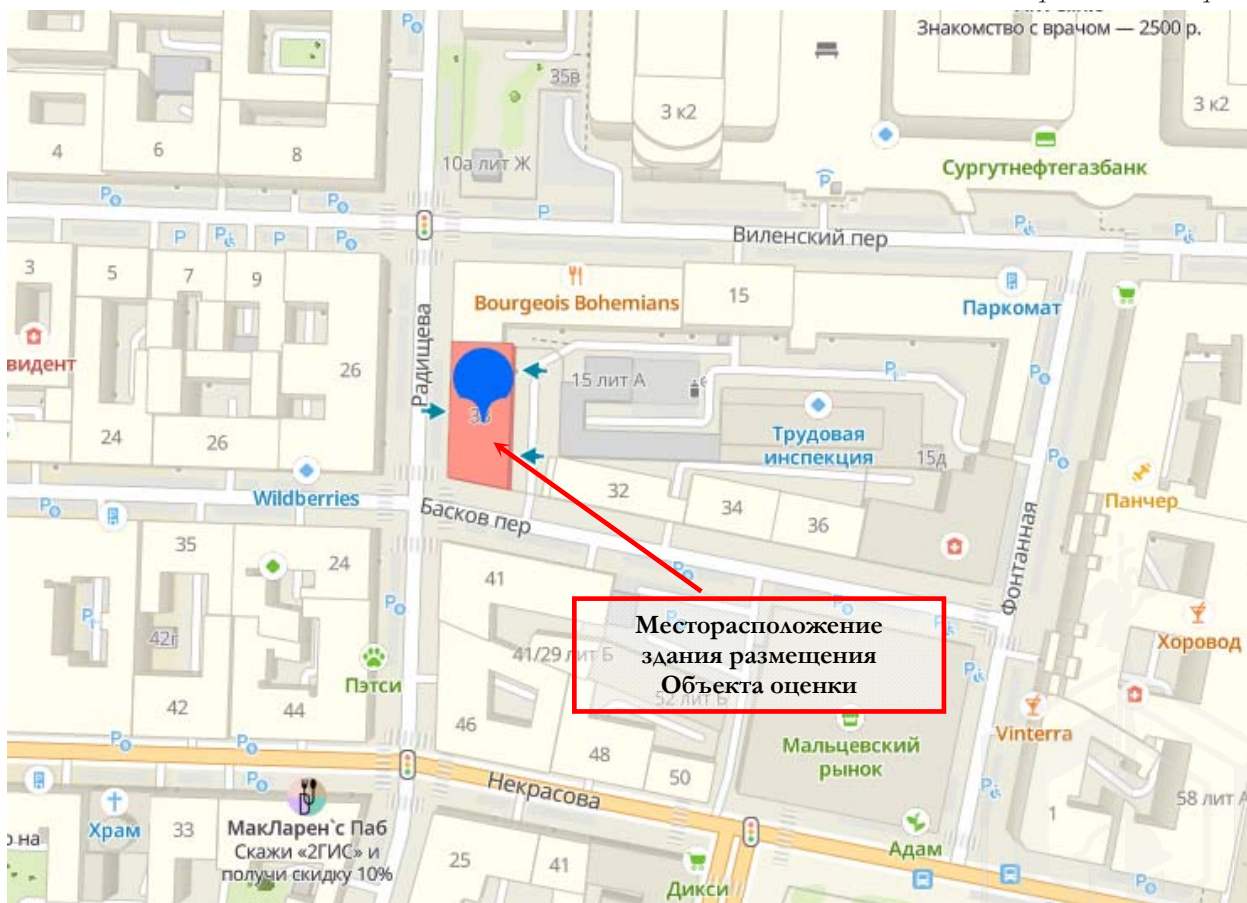 Знакомство с врачом — 2500 р.
35в
3 к2
3 к2
4
6
8
10а лит Ж
Сургутнефтегазбанк
Виленский пер
3
5
7
9
Bourgeois Bohemians
15
Паркомат
видент
Радищева
26
15 лит А
24
26
Трудовая
инспекция
15д
Wildberries
32
34
36
Панчер
Басков пер
Фонтанная
35
24
41
42г
41/29 лит Б
Месторасположение
здания размещения
Объекта оценки
52 лит Б
Хоровод
Пэтси
42
44
46
48
50
Мальцевский
рынок
Vinterra
Некрасова
1
58 лит А
Храм
33
МакЛарен`с Паб
Скажи «2ГИС» и
получи скидку 10%
25
41
Дикси
Адам